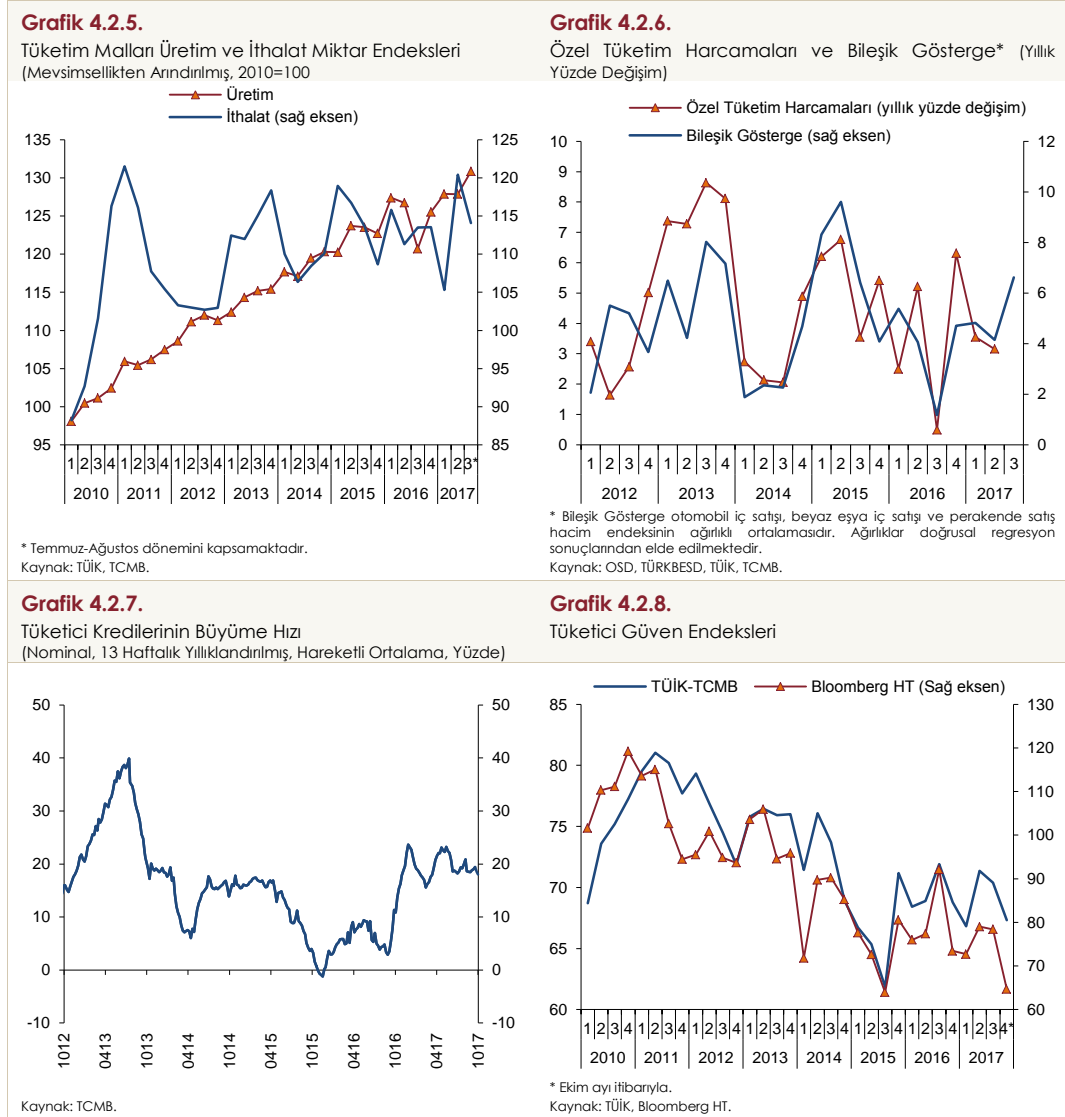 Grafik 4.2.5.
Tüketim Malları Üretim ve İthalat Miktar Endeksleri
(Mevsimsellikten Arındırılmış, 2010=100
Üretim
İthalat (sağ eksen)
135
130
125
120
115
110
105
100
95
125
120
115
110
105
100
95
90
85
1 2 3 4 1 2 3 4 1 2 3 4 1 2 3 4 1 2 3 4 1 2 3 4 1 2 3 4 1 2 3*
2010 2011 2012 2013 2014 2015 2016 2017
* Temmuz-Ağustos dönemini kapsamaktadır.
Kaynak: TÜİK, TCMB.
Grafik 4.2.6.
Özel Tüketim Harcamaları ve Bileşik Gösterge* (Yıllık
Yüzde Değişim)
Özel Tüketim Harcamaları (yıllık yüzde değişim)
Bileşik Gösterge (sağ eksen)
10
9
8
7
6
5
4
3
2
1
0
12
10
8
6
4
2
0
1 2 3 4 1 2 3 4 1 2 3 4 1 2 3 4 1 2 3 4 1 2 3
2012 2013 2014 2015 2016 2017
* Bileşik Gösterge otomobil iç satışı, beyaz eşya iç satışı ve perakende satış
hacim endeksinin ağırlıklı ortalamasıdır. Ağırlıklar doğrusal regresyon
sonuçlarından elde edilmektedir.
Kaynak: OSD, TÜRKBESD, TÜİK, TCMB.
Grafik 4.2.7.
Tüketici Kredilerinin Büyüme Hızı
(Nominal, 13 Haftalık Yıllıklandırılmış, Hareketli Ortalama, Yüzde)
50
40
30
20
10
0
-10
50
40
30
20
10
0
-10
1012 0413 1013 0414 1014 0415 1015 0416 1016 0417 1017
Kaynak: TCMB.
Grafik 4.2.8.
Tüketici Güven Endeksleri
TÜİK-TCMB
Bloomberg HT (Sağ eksen)
85
80
75
70
65
60
130
120
110
100
90
80
70
60
1 2 3 4 1 2 3 4 1 2 3 4 1 2 3 4 1 2 3 4 1 2 3 4 1 2 3 4 1 2 3 4*
2010 2011 2012 2013 2014 2015 2016 2017
* Ekim ayı itibarıyla.
Kaynak: TÜİK, Bloomberg HT.